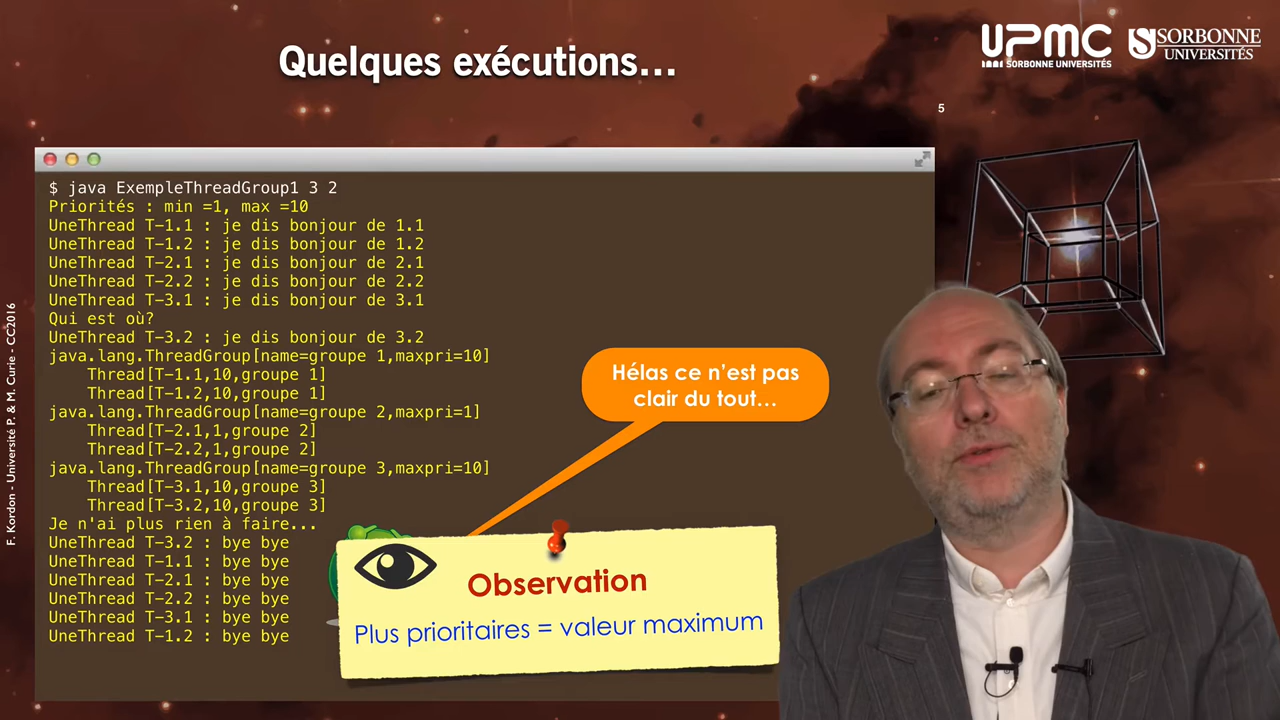 Quelques exécutions...
UPMC
SORBONNE UNIVERSITÉS
SORBONNE
UNIVERSITÉS
5
$ java ExempleThreadGroup1 3 2
Priorités : min =1, max =10
UneThread T-1.1 : je dis bonjour de 1.1
UneThread T-1.2 : je dis bonjour de 1.2
UneThread T-2.1 : je dis bonjour de 2.1
UneThread T-2.2 : je dis bonjour de 2.2
UneThread T-3.1 : je dis bonjour de 3.1
Qui est où?
UneThread T-3.2 : je dis bonjour de 3.2
java.lang.ThreadGroup[name=groupe 1,maxpri=10]
    Thread[T-1.1,10,groupe 1]
    Thread[T-1.2,10,groupe 1]
java.lang.ThreadGroup[name=groupe 2,maxpri=1]
    Thread[T-2.1,1,groupe 2]
    Thread[T-2.2,1,groupe 2]
java.lang.ThreadGroup[name=groupe 3,maxpri=10]
    Thread[T-3.1,10,groupe 3]
    Thread[T-3.2,10,groupe 3]
Je n'ai plus rien à faire...
UneThread T-3.2 : bye bye
UneThread T-1.1 : bye bye
UneThread T-2.1 : bye bye
UneThread T-2.2 : bye bye
UneThread T-3.1 : bye bye
UneThread T-1.2 : bye bye
Hélas ce n’est pas
clair du tout...
Observation
Plus prioritaires = valeur maximum
F. Kordon - Université P. & M. Curie - CC2016